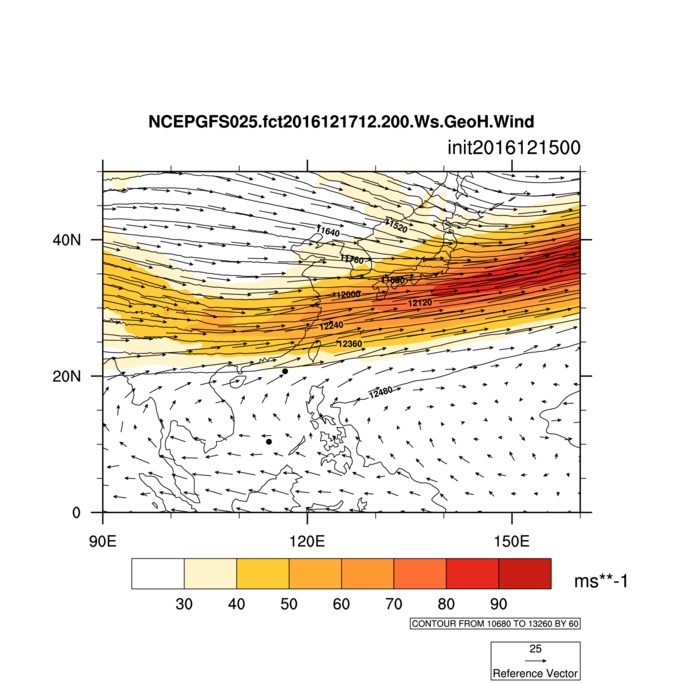 NCEPGFS025.fct2016121712.200.Ws.GeoH.Wind
init2016121500
11520
11640
40N
11760
11880
12000
12120
12240
12360
20N
12480
0
90E 120E 150E
30 40 50 60 70 80 90
ms**-1
CONTOUR FROM 10680 TO 13260 BY 60
25
Reference Vector